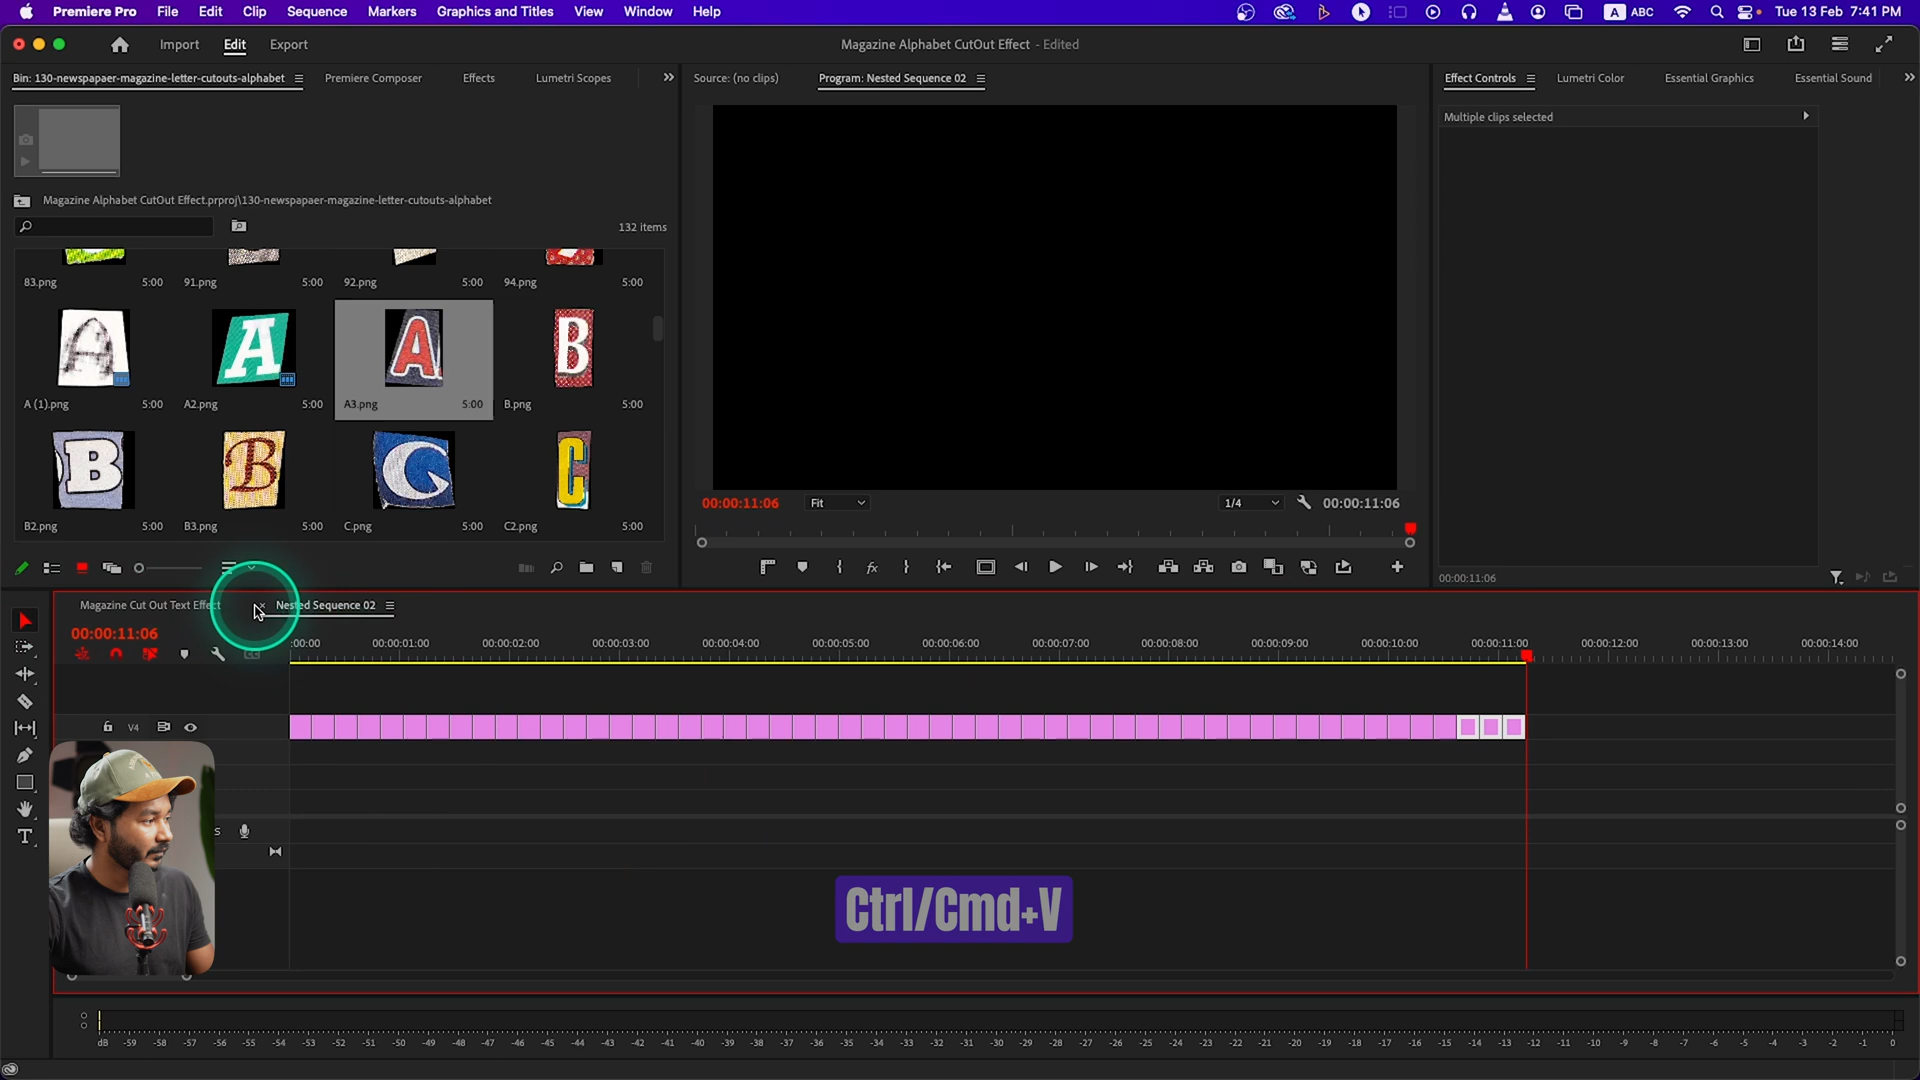 Premiere Pro File Edit Clip Sequence Markers Graphics and Titles View Window Help A ABC Tue 13 Feb 7:41 PM
Import Edit Export Magazine Alphabet CutOut Effect - Edited
Bin: 130-newspapaer-magazine-letter-cutouts-alphabet Premiere Composer Effects Lumetri Scopes
Source: (no clips) Program: Nested Sequence 02
Effect Controls Lumetri Color Essential Graphics Essential Sound
Multiple clips selected
Magazine Alphabet CutOut Effect.prproj\130-newspapaer-magazine-letter-cutouts-alphabet
132 items
83.png 5:00 91.png 5:00 92.png 5:00 94.png 5:00
A A A B
A (1).png 5:00 A2.png 5:00 A3.png 5:00 B.png 5:00
B B C C
B2.png 5:00 B3.png 5:00 C.png 5:00 C2.png 5:00
00:00:11:06 Fit 1/4 00:00:11:06
fx
00:00:11:06
Magazine Cut Out Text Effect × Nested Sequence 02
00:00:11:06
:00:00 00:00:01:00 00:00:02:00 00:00:03:00 00:00:04:00 00:00:05:00 00:00:06:00 00:00:07:00 00:00:08:00 00:00:09:00 00:00:10:00 00:00:11:00 00:00:12:00 00:00:13:00 00:00:14:00
V4
S
T
Ctrl/Cmd+V
dB -59 -58 -57 -56 -55 -54 -53 -52 -51 -50 -49 -48 -47 -46 -45 -44 -43 -42 -41 -40 -39 -38 -37 -36 -35 -34 -33 -32 -31 -30 -29 -28 -27 -26 -25 -24 -23 -22 -21 -20 -19 -18 -17 -16 -15 -14 -13 -12 -11 -10 -9 -8 -7 -6 -5 -4 -3 -2 -1 0